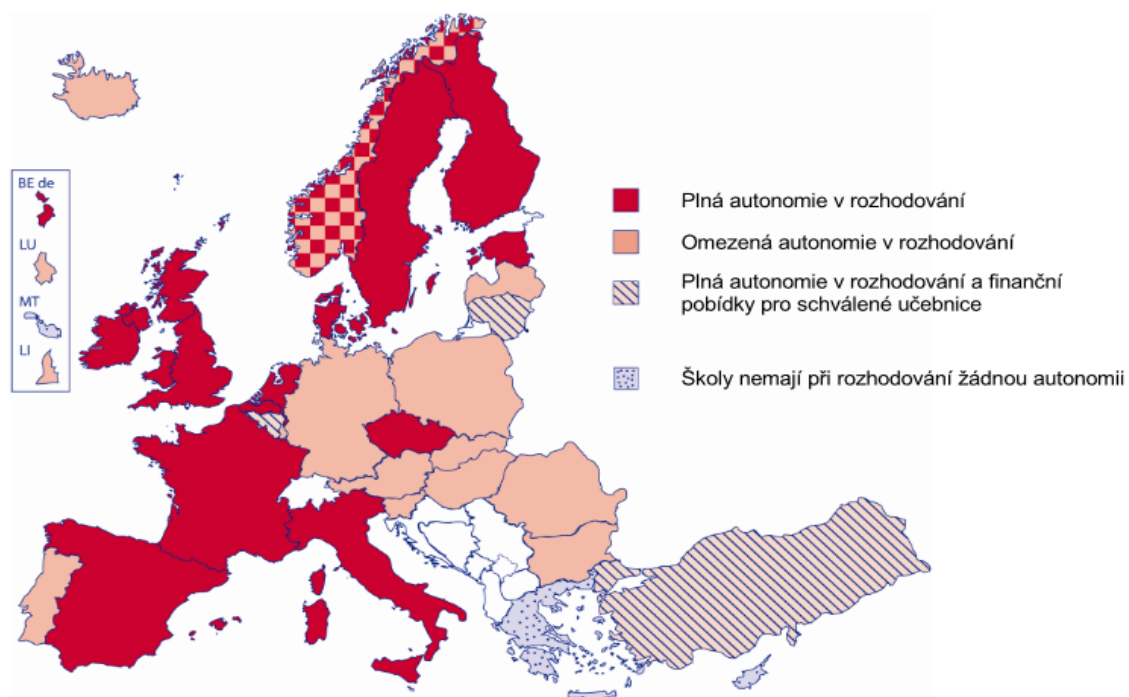 BE de
LU
MT
LI
Plná autonomie v rozhodování
Omezená autonomie v rozhodování
Plná autonomie v rozhodování a finanční
pobídky pro schválené učebnice
Školy nemají při rozhodování žádnou autonomii